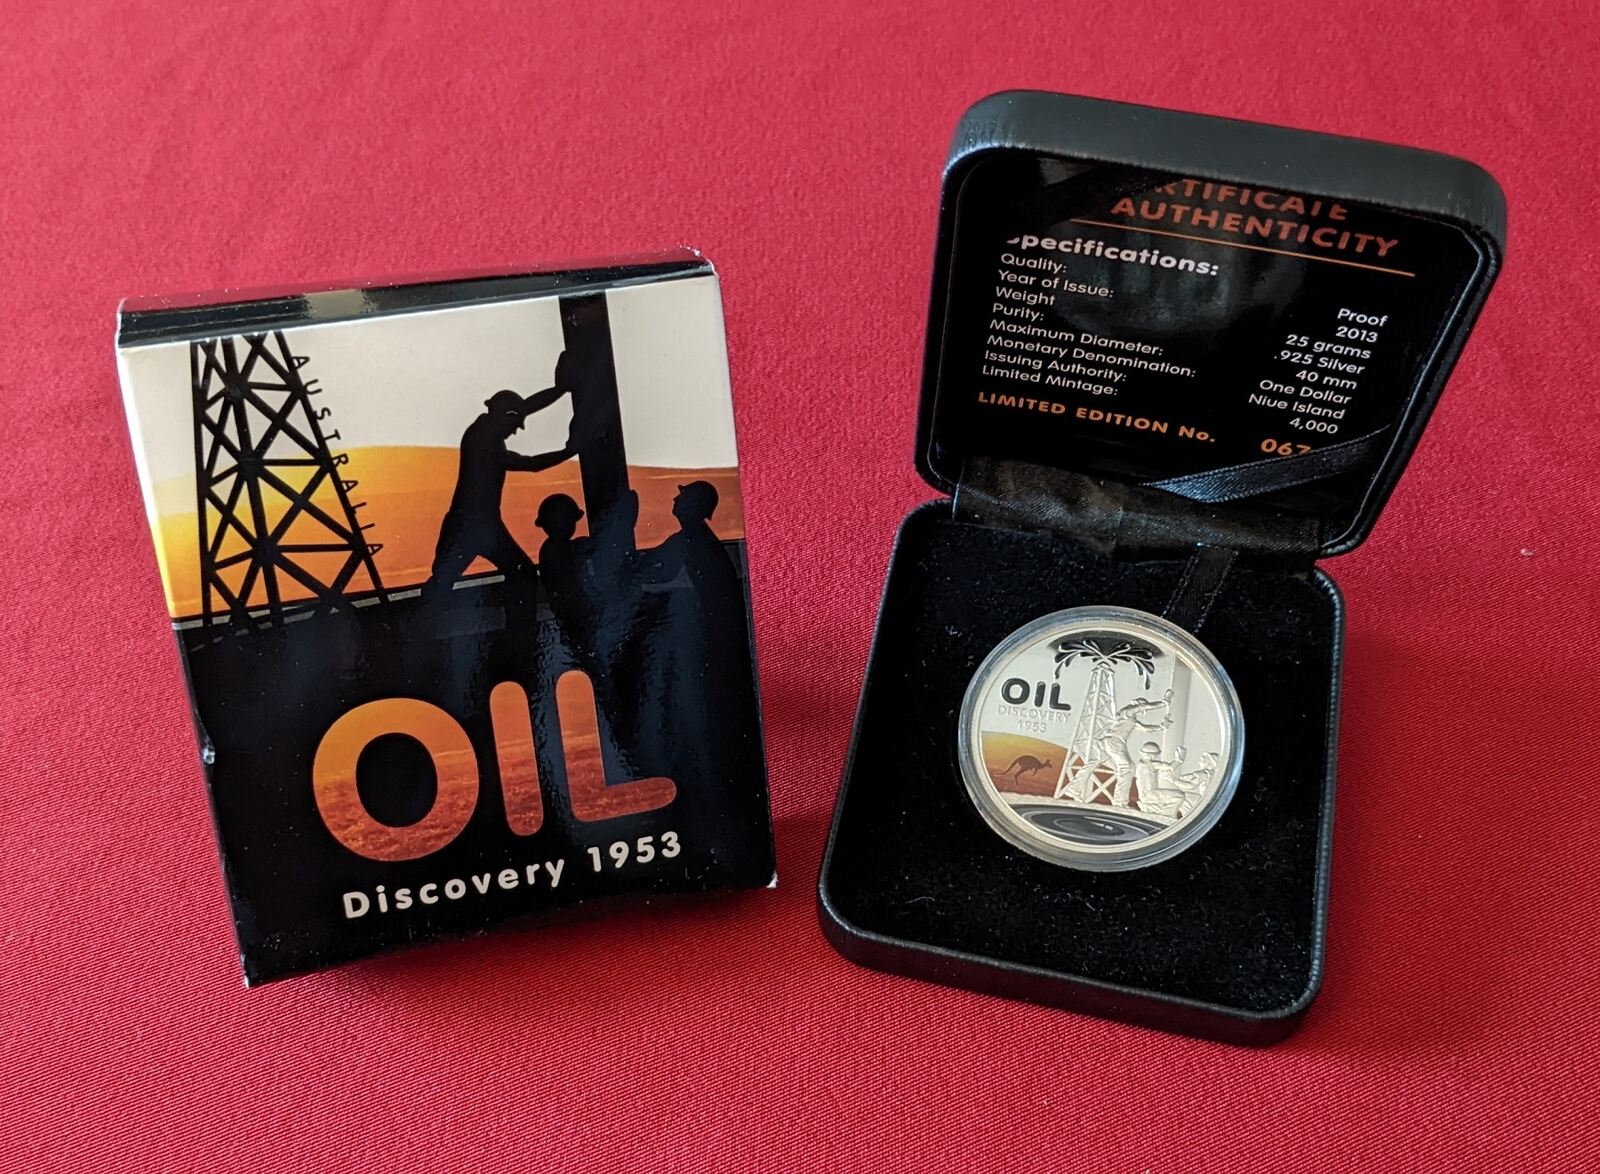 AUSTRALIA
OIL
Discovery 1953
AUTHENTICITY
Specifications:
Quality: Proof
Year of Issue: 2013
Weight 25 grams
Purity: .925 Silver
Maximum Diameter: 40 mm
Monetary Denomination: One Dollar
Issuing Authority: Niue Island
Limited Mintage: 4,000
LIMITED EDITION No. 067
OIL
DISCOVERY
1953